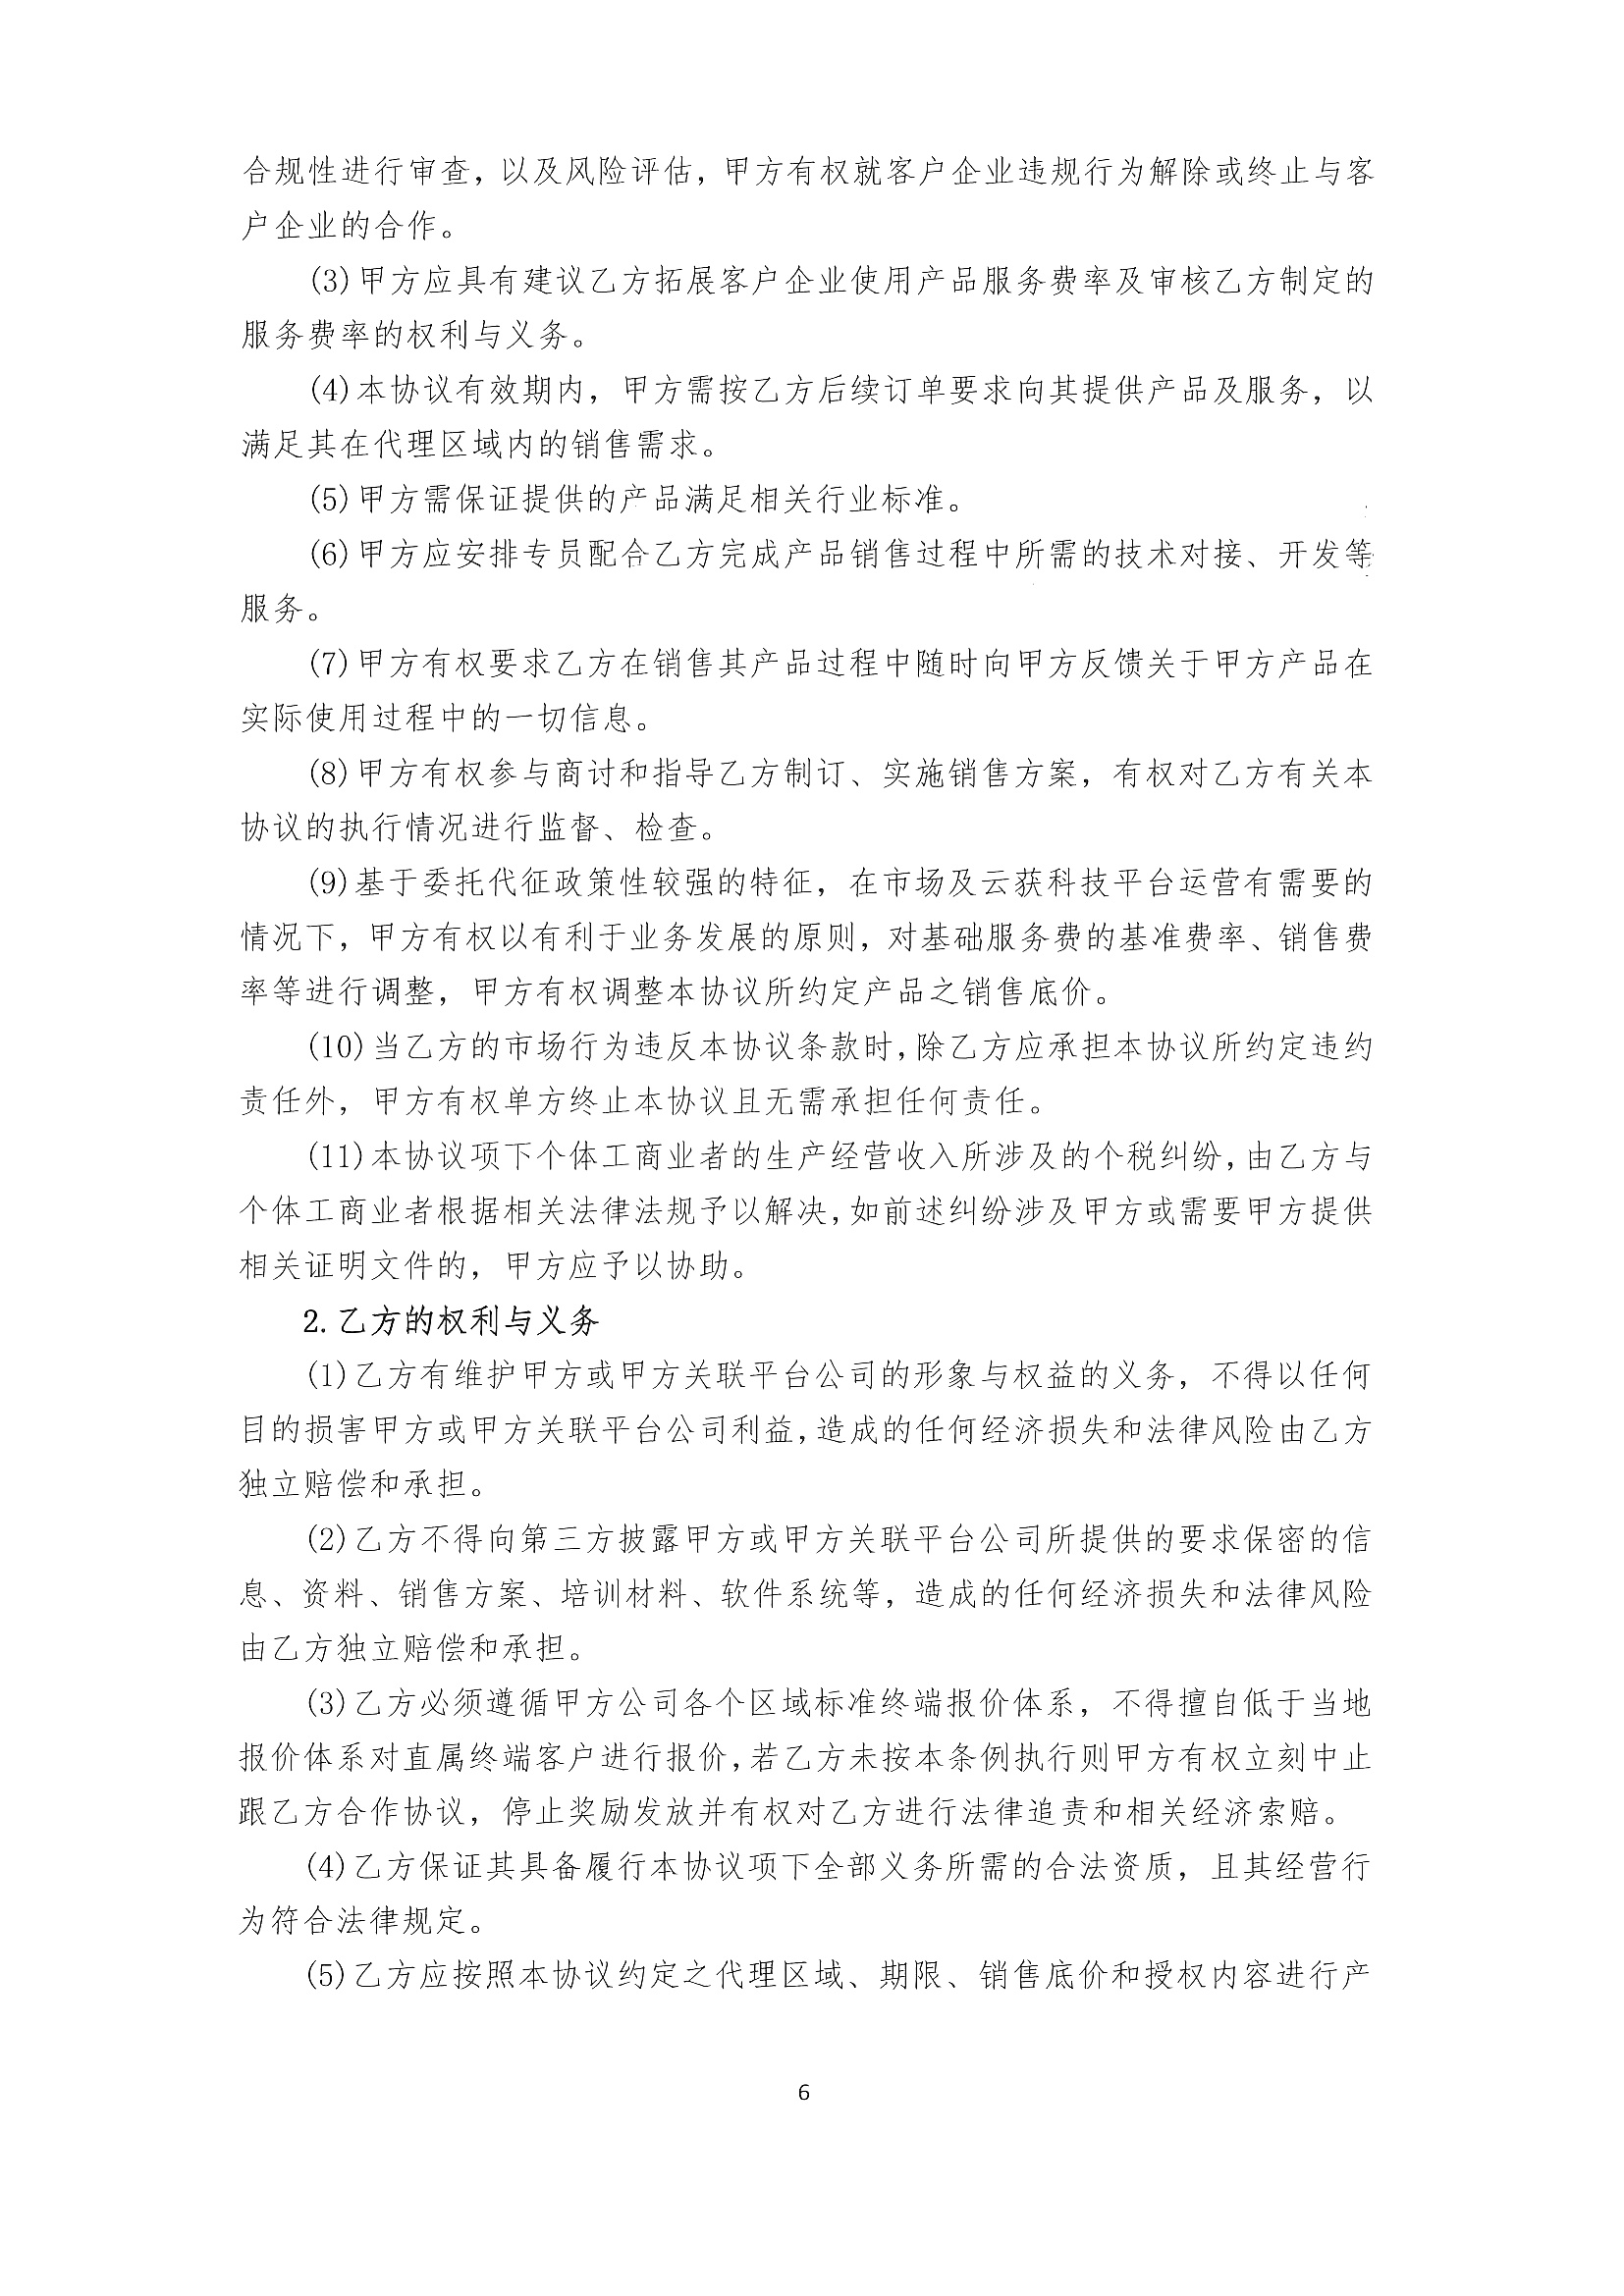 合规性进行审查，以及风险评估，甲方有权就客户企业违规行为解除或终止与客
户企业的合作。
(3)甲方应具有建议乙方拓展客户企业使用产品服务费率及审核乙方制定的
服务费率的权利与义务。
(4)本协议有效期内，甲方需按乙方后续订单要求向其提供产品及服务，以
满足其在代理区域内的销售需求。
(5)甲方需保证提供的产品满足相关行业标准。
(6)甲方应安排专员配合乙方完成产品销售过程中所需的技术对接、开发等
服务。
(7)甲方有权要求乙方在销售其产品过程中随时向甲方反馈关于甲方产品在
实际使用过程中的一切信息。
(8)甲方有权参与商讨和指导乙方制订、实施销售方案，有权对乙方有关本
协议的执行情况进行监督、检查。
(9)基于委托代征政策性较强的特征，在市场及云获科技平台运营有需要的
情况下，甲方有权以有利于业务发展的原则，对基础服务费的基准费率、销售费
率等进行调整，甲方有权调整本协议所约定产品之销售底价。
(10)当乙方的市场行为违反本协议条款时，除乙方应承担本协议所约定违约
责任外，甲方有权单方终止本协议且无需承担任何责任。
(11)本协议项下个体工商业者的生产经营收入所涉及的个税纠纷，由乙方与
个体工商业者根据相关法律法规予以解决，如前述纠纷涉及甲方或需要甲方提供
相关证明文件的，甲方应予以协助。
2.乙方的权利与义务
(1)乙方有维护甲方或甲方关联平台公司的形象与权益的义务，不得以任何
目的损害甲方或甲方关联平台公司利益，造成的任何经济损失和法律风险由乙方
独立赔偿和承担。
(2)乙方不得向第三方披露甲方或甲方关联平台公司所提供的要求保密的信
息、资料、销售方案、培训材料、软件系统等，造成的任何经济损失和法律风险
由乙方独立赔偿和承担。
(3)乙方必须遵循甲方公司各个区域标准终端报价体系，不得擅自低于当地
报价体系对直属终端客户进行报价，若乙方未按本条例执行则甲方有权立刻中止
跟乙方合作协议，停止奖励发放并有权对乙方进行法律追责和相关经济索赔。
(4)乙方保证其具备履行本协议项下全部义务所需的合法资质，且其经营行
为符合法律规定。
(5)乙方应按照本协议约定之代理区域、期限、销售底价和授权内容进行产
6